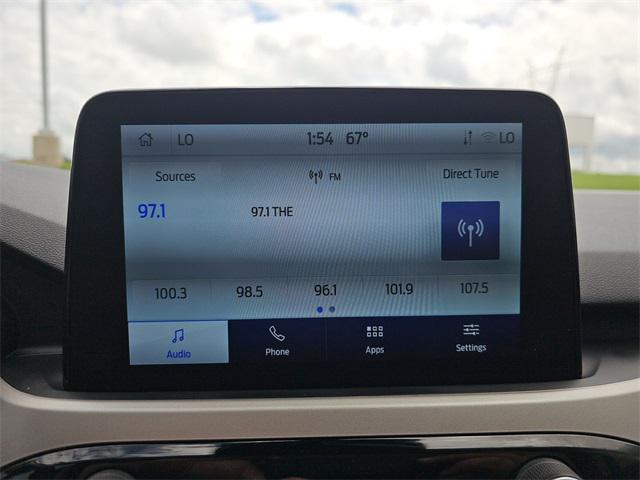 LO 1:54 67° LO
Sources FM Direct Tune
97.1 97.1 THE
100.3 98.5 96.1 101.9 107.5
Audio Phone Apps Settings